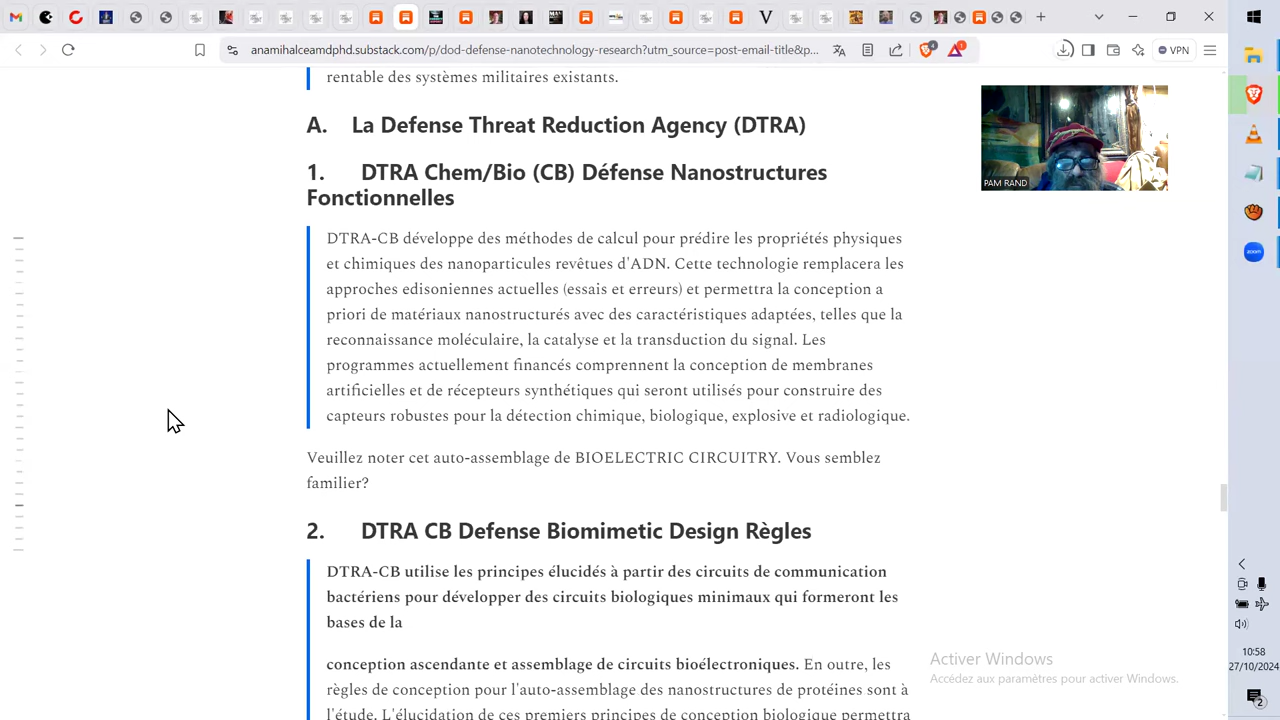 ananimihalceamdphd.substack.com/p/dod-defense-nanotechnology-research?utm_source=post-email-title&p...
VPN
rentable des systèmes militaires existants.
A. La Defense Threat Reduction Agency (DTRA)
1. DTRA Chem/Bio (CB) Défense Nanostructures
Fonctionnelles
PAM RAND
DTRA-CB développe des méthodes de calcul pour prédire les propriétés physiques
et chimiques des nanoparticules revêtues d'ADN. Cette technologie remplacera les
approches edisoniennes actuelles (essais et erreurs) et permettra la conception a
priori de matériaux nanostructurés avec des caractéristiques adaptées, telles que la
reconnaissance moléculaire, la catalyse et la transduction du signal. Les
programmes actuellement financés comprennent la conception de membranes
artificielles et de récepteurs synthétiques qui seront utilisés pour construire des
capteurs robustes pour la détection chimique, biologique, explosive et radiologique.
Veuillez noter cet auto-assemblage de BIOELECTRIC CIRCUITRY. Vous semblez
familier?
2. DTRA CB Defense Biomimetic Design Règles
DTRA-CB utilise les principes élucidés à partir des circuits de communication
bactériens pour développer des circuits biologiques minimaux qui formeront les
bases de la
conception ascendante et assemblage de circuits bioélectroniques. En outre, les
règles de conception pour l'auto-assemblage des nanostructures de protéines sont à
l'étude. L'élucidation de ces premiers principes de conception biologique permettra
Activer Windows
Accédez aux paramètres pour activer Windows.
zoom
10:58
27/10/2024
2